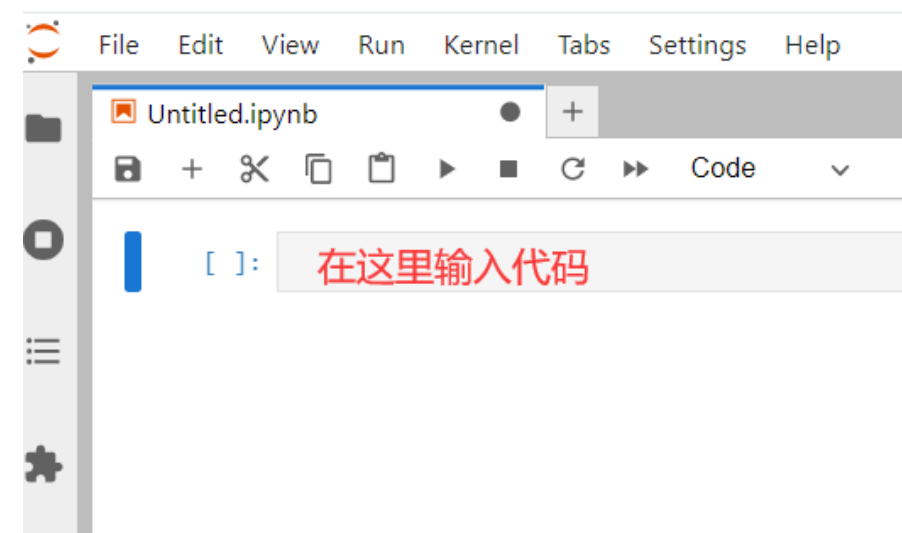 File Edit View Run Kernel Tabs Settings Help
Untitled.ipynb
Code
[ ]: 在这里输入代码